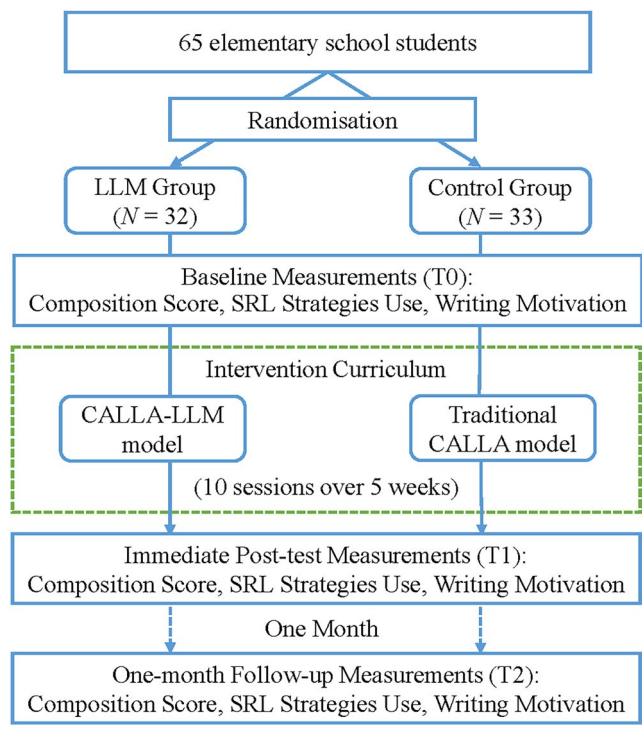 65 elementary school students
Randomisation
LLM Group
(N = 32)
Control Group
(N = 33)
Baseline Measurements (T0):
Composition Score, SRL Strategies Use, Writing Motivation
Intervention Curriculum
CALLA-LLM
model
Traditional
CALLA model
(10 sessions over 5 weeks)
Immediate Post-test Measurements (T1):
Composition Score, SRL Strategies Use, Writing Motivation
One Month
One-month Follow-up Measurements (T2):
Composition Score, SRL Strategies Use, Writing Motivation